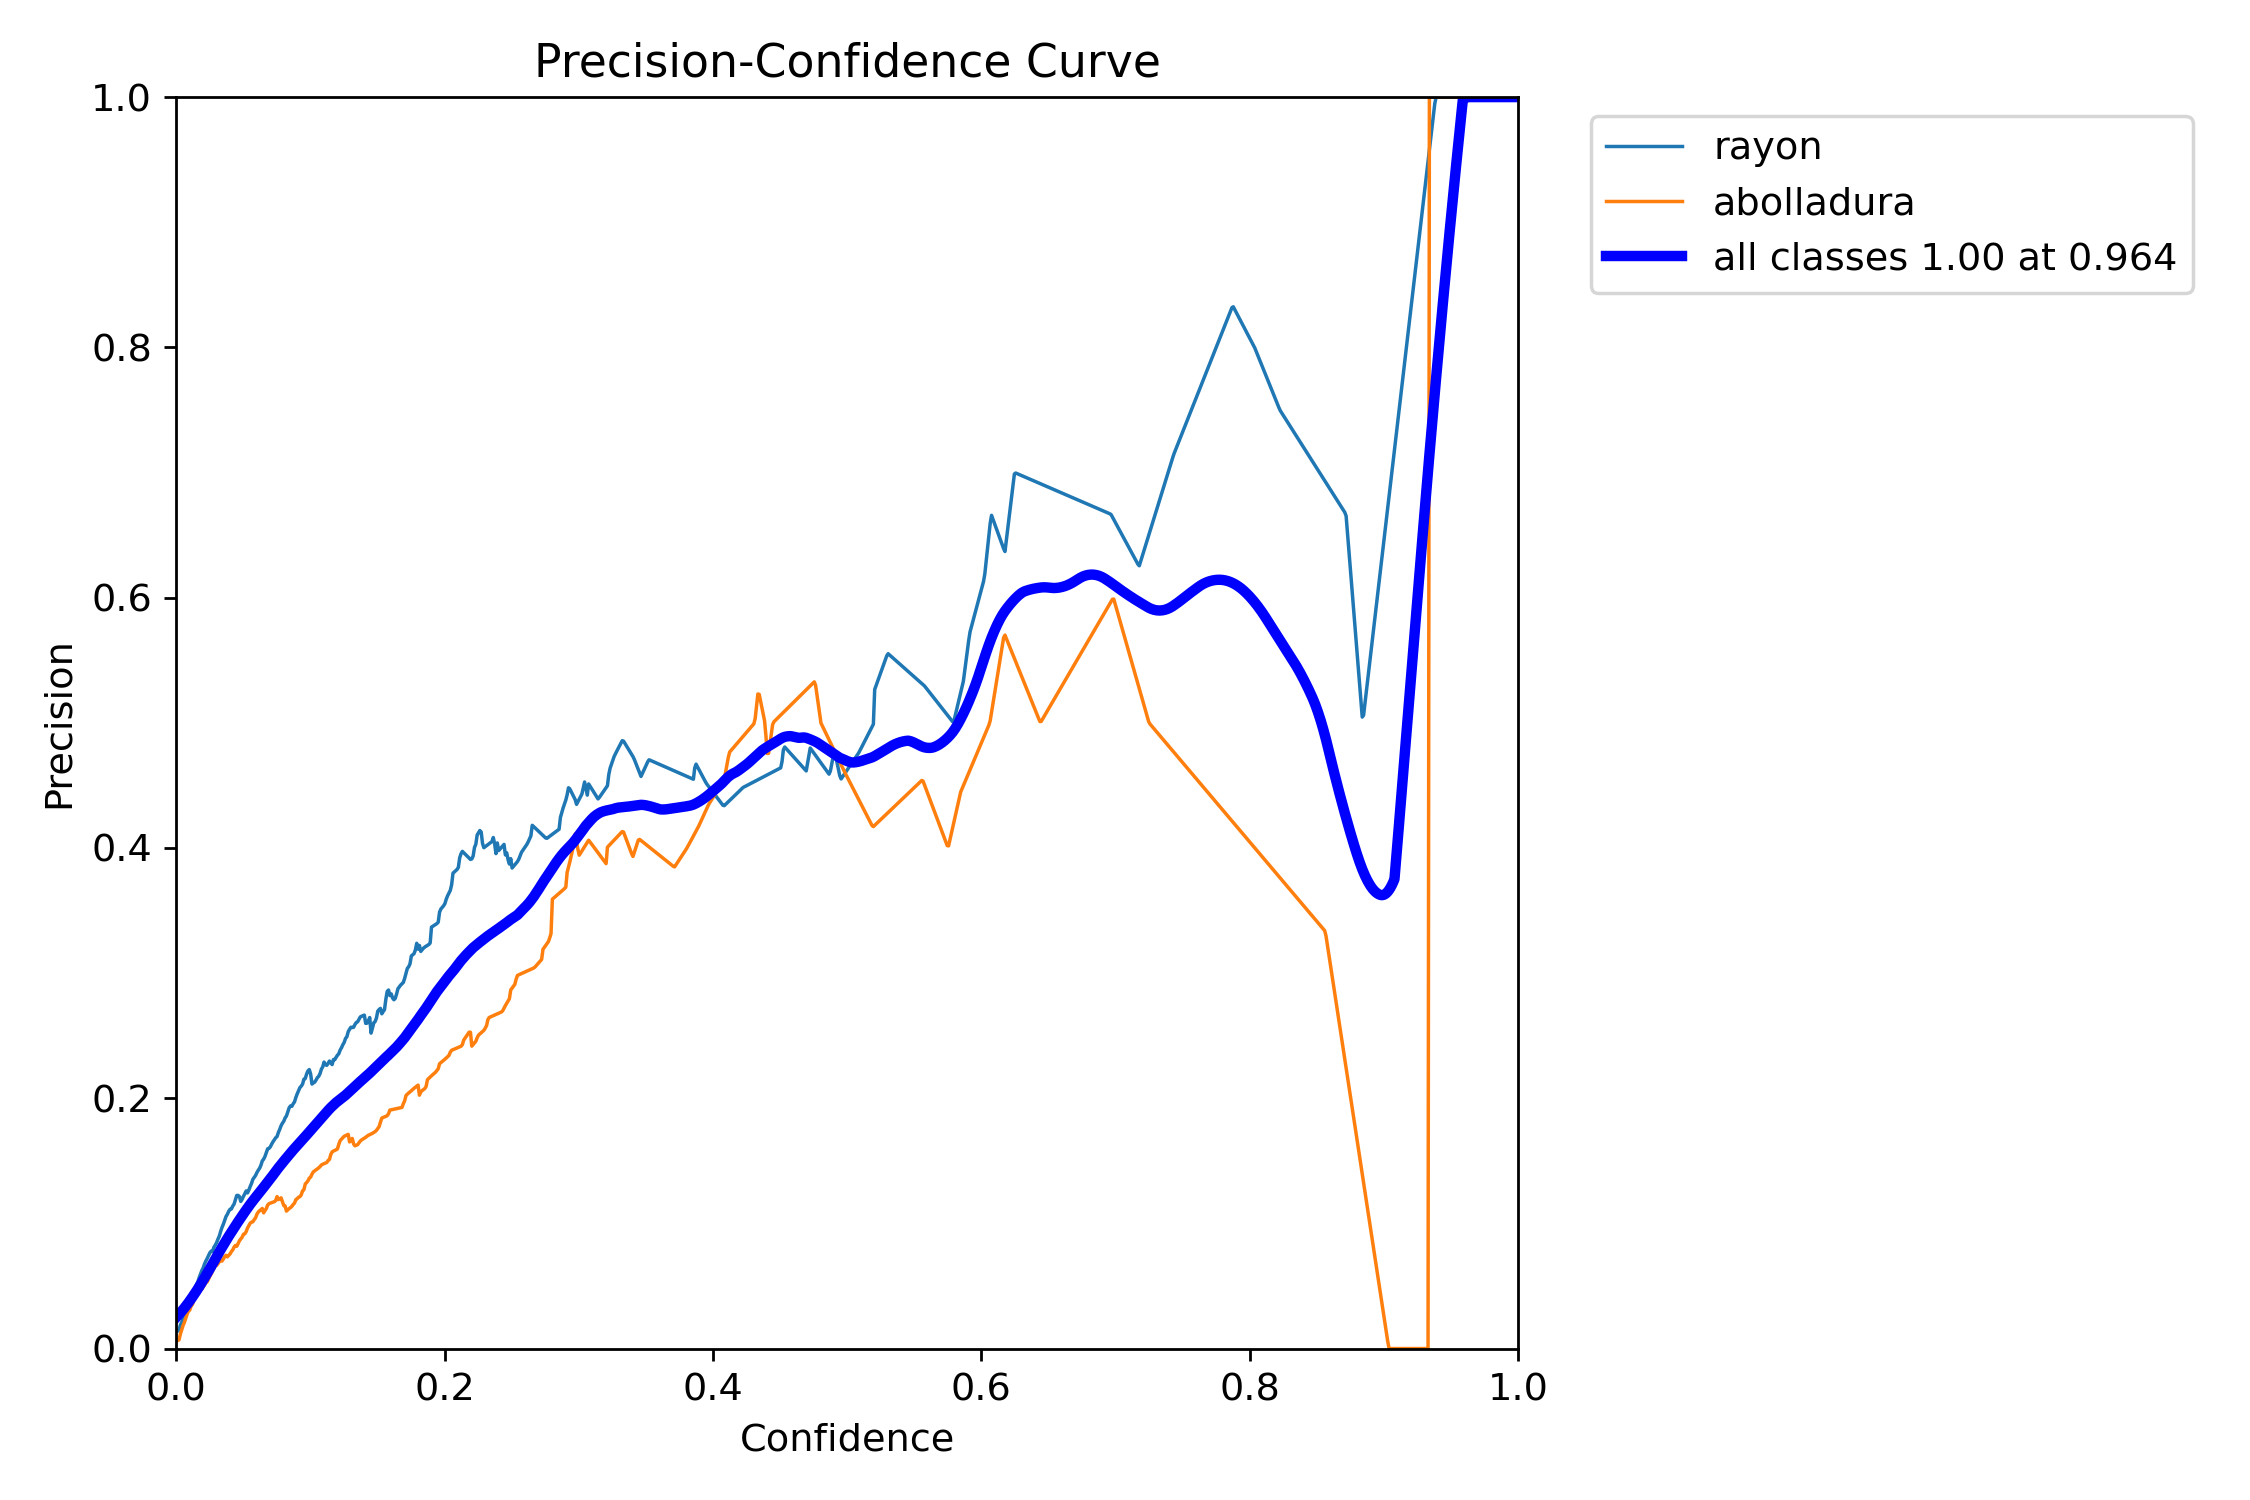 Precision-Confidence Curve
1.0
0.8
0.6
0.4
0.2
0.0
Precision
0.0 0.2 0.4 0.6 0.8 1.0
Confidence
rayon
abolladura
all classes 1.00 at 0.964